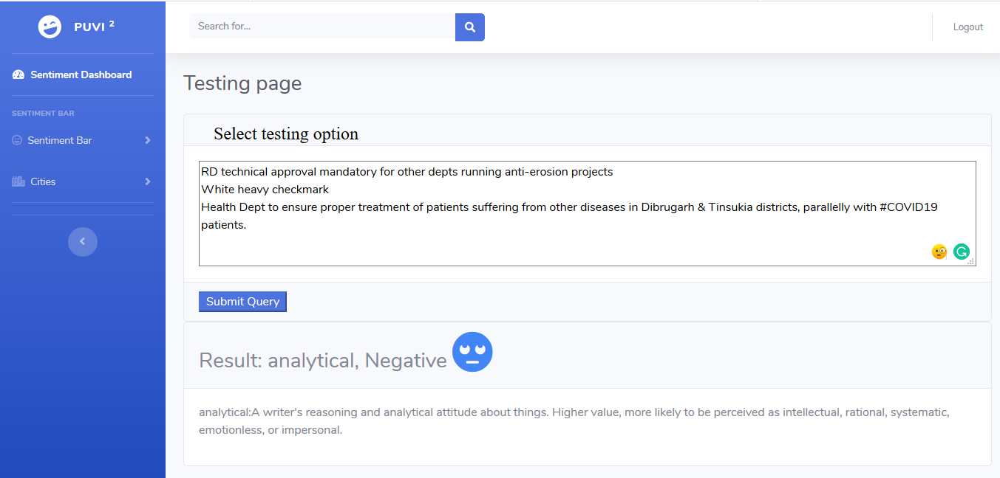 PUVI 2
Search for...
Logout
Sentiment Dashboard
SENTIMENT BAR
Sentiment Bar
Cities
Testing page
Select testing option
RD technical approval mandatory for other depts running anti-erosion projects
White heavy checkmark
Health Dept to ensure proper treatment of patients suffering from other diseases in Dibrugarh & Tinsukia districts, parallelly with #COVID19
patients.
Submit Query
Result: analytical, Negative
analytical:A writer's reasoning and analytical attitude about things. Higher value, more likely to be perceived as intellectual, rational, systematic,
emotionless, or impersonal.